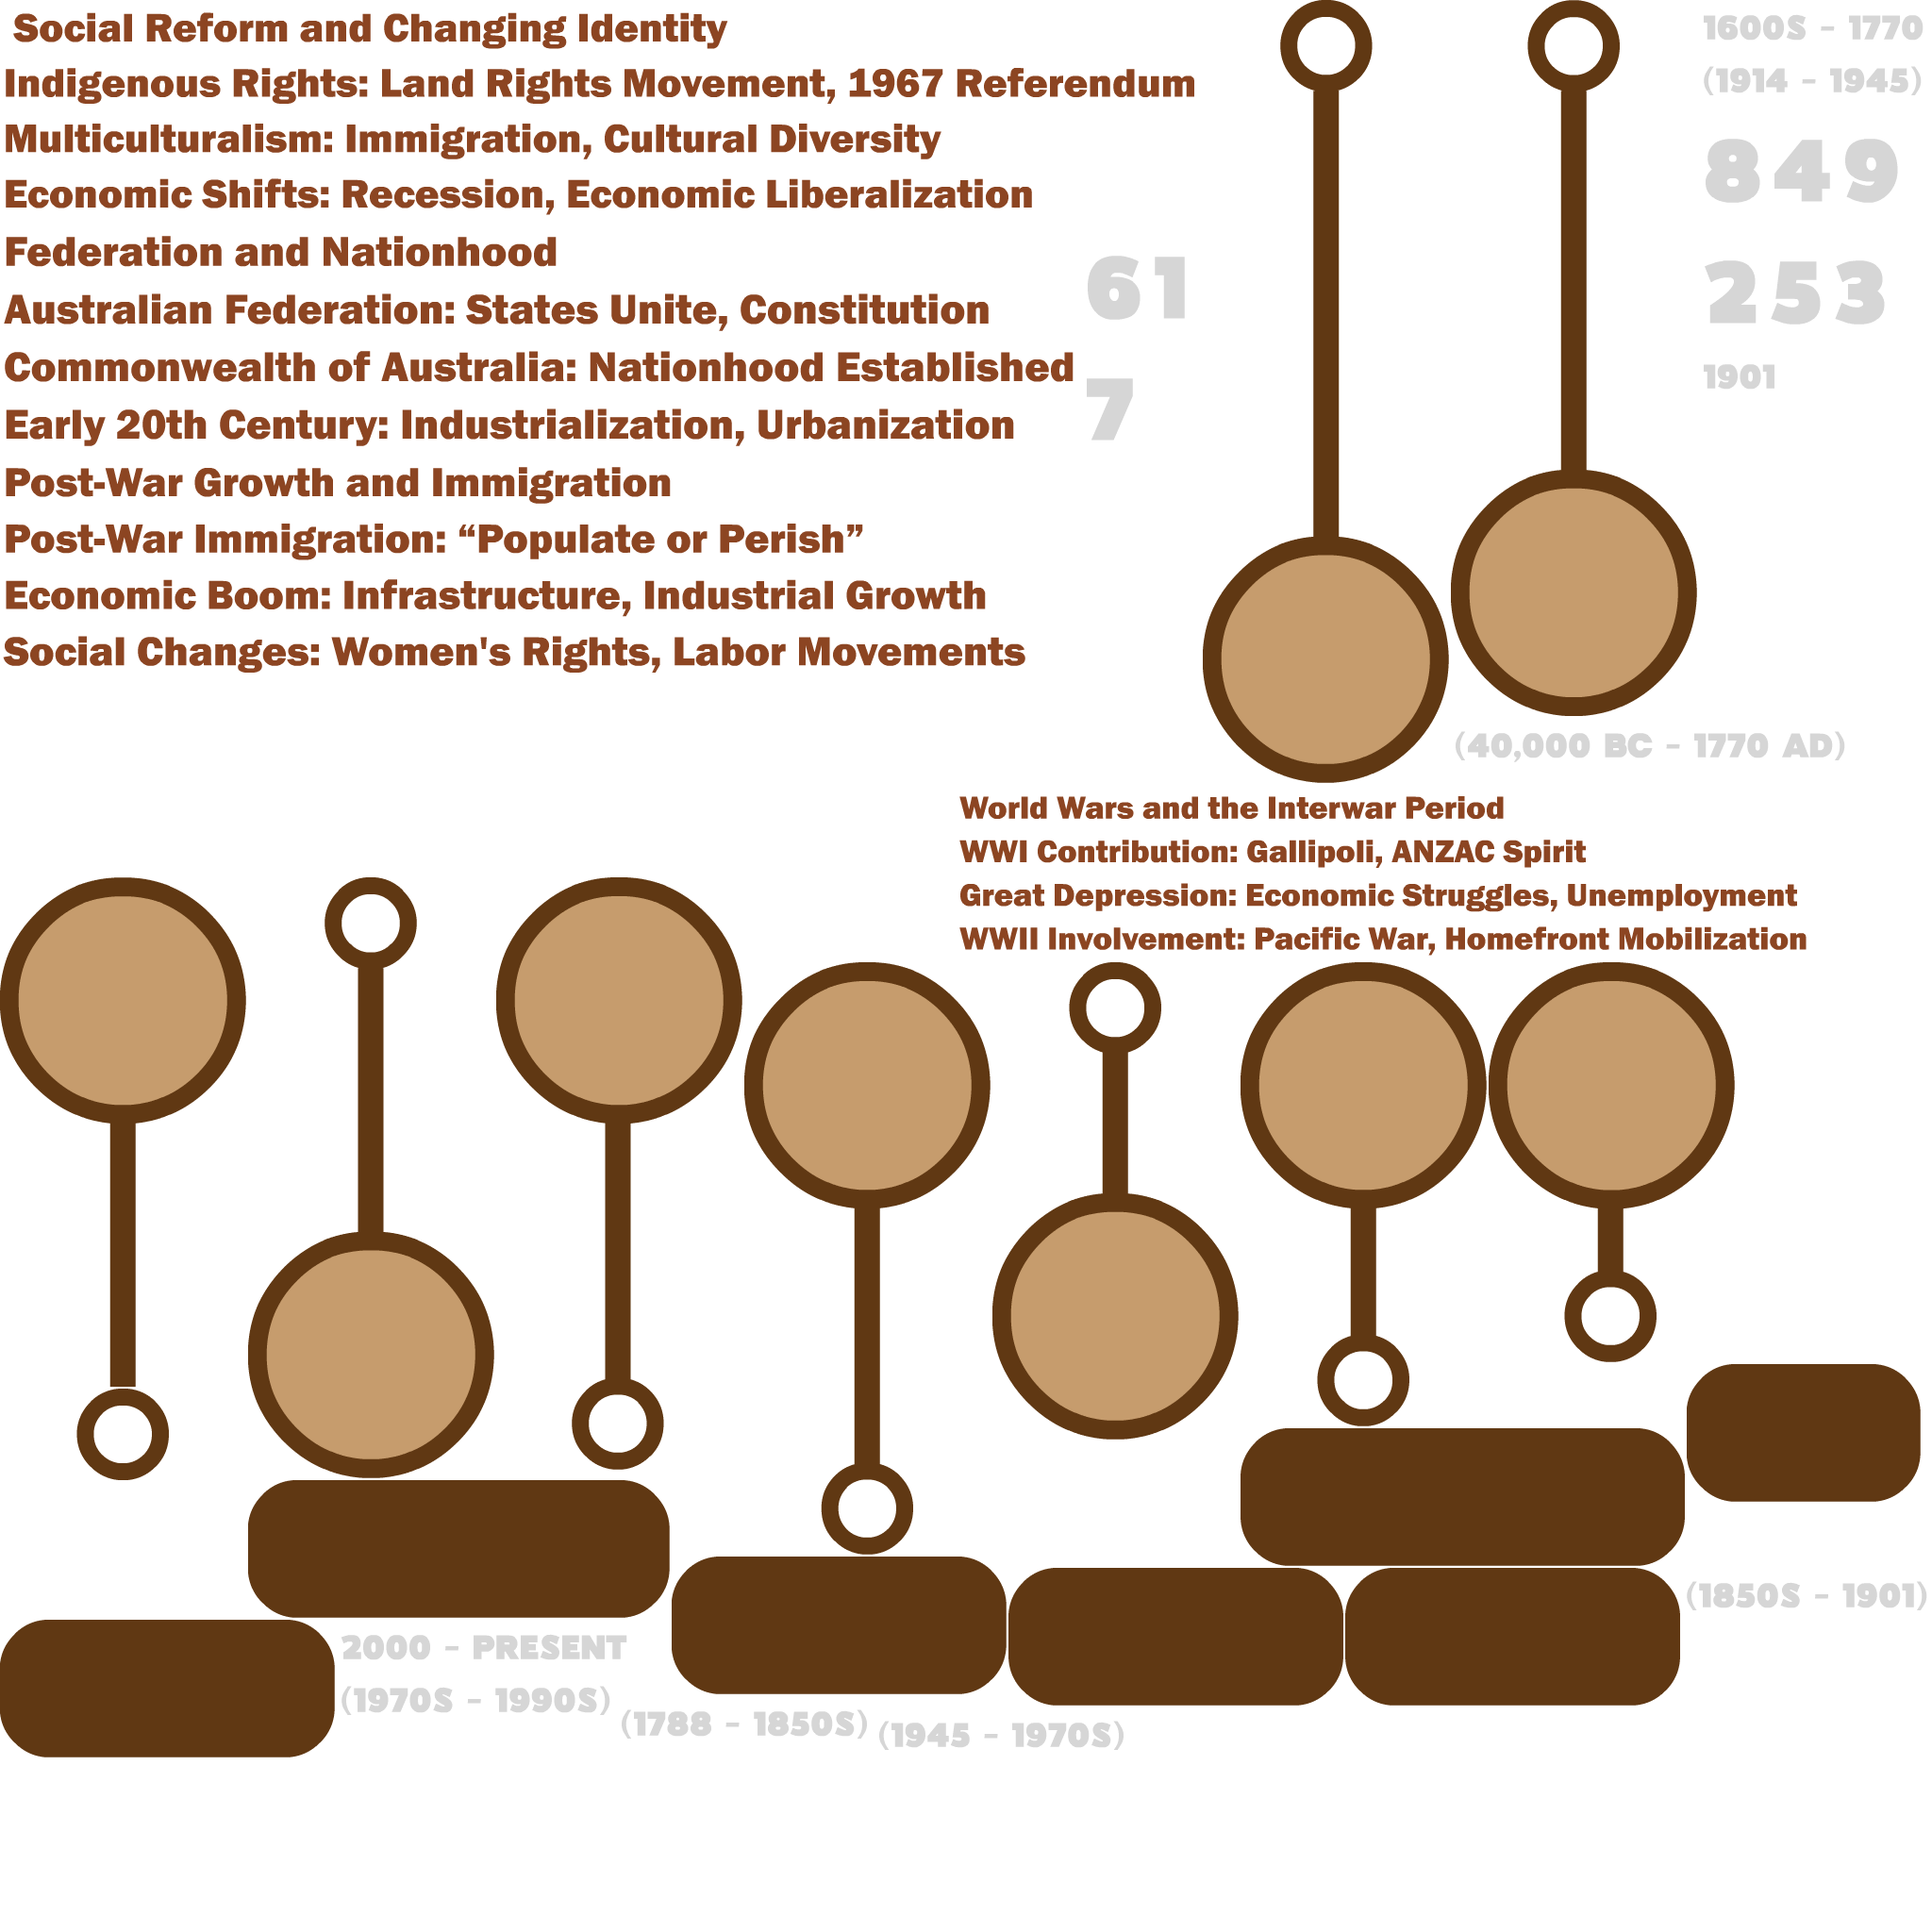 Social Reform and Changing Identity
Indigenous Rights: Land Rights Movement, 1967 Referendum
Multiculturalism: Immigration, Cultural Diversity
Economic Shifts: Recession, Economic Liberalization
Federation and Nationhood
Australian Federation: States Unite, Constitution
Commonwealth of Australia: Nationhood Established
Early 20th Century: Industrialization, Urbanization
Post-War Growth and Immigration
Post-War Immigration: “Populate or Perish”
Economic Boom: Infrastructure, Industrial Growth
Social Changes: Women's Rights, Labor Movements
61
7
1600S - 1770
(1914 - 1945)
849
253
1901
(40,000 BC - 1770 AD)
World Wars and the Interwar Period
WWI Contribution: Gallipoli, ANZAC Spirit
Great Depression: Economic Struggles, Unemployment
WWII Involvement: Pacific War, Homefront Mobilization
(1850S - 1901)
2000 - PRESENT
(1970S - 1990S)
(1788 - 1850S)
(1945 - 1970S)